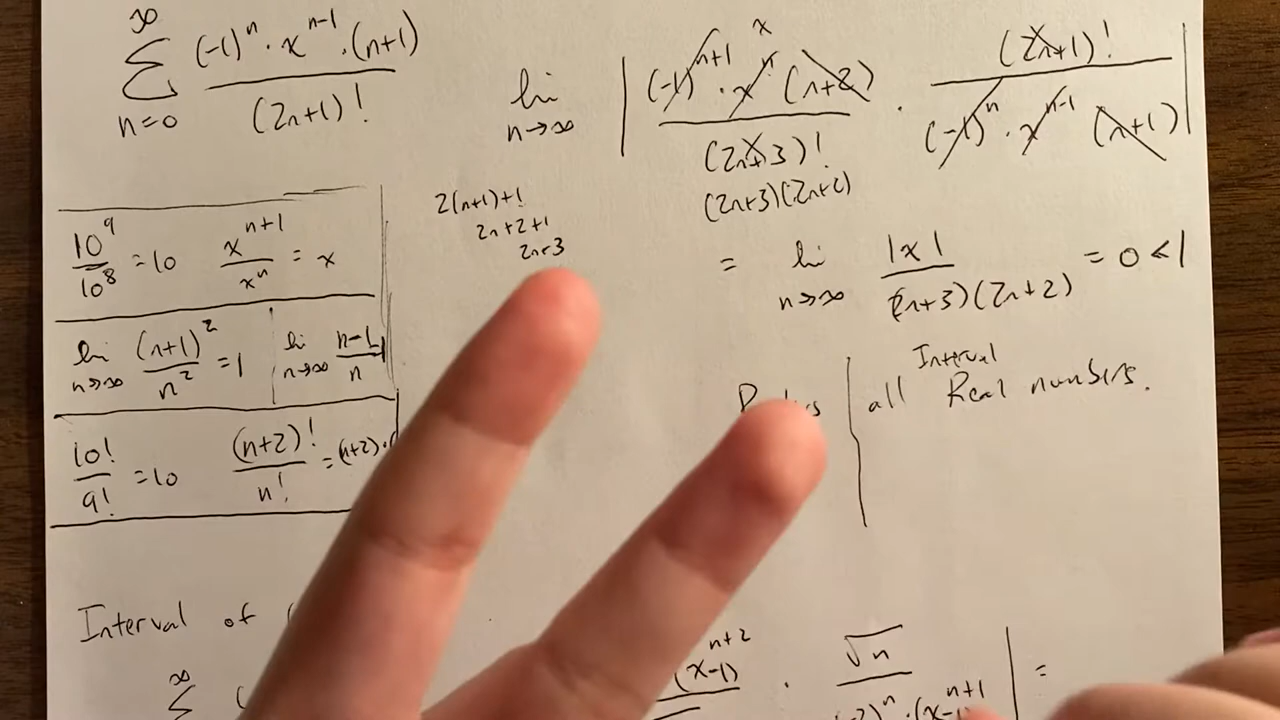 ∞
∑ (-1)^n · x^{n-1} · (n+1) / (2n+1)!
n=0
lim n→∞ | (-1)^{n+1} · x^n (n+2) / (2n+3)! · (2n+1)! / (-1)^n · x^{n-1} (n+1) |
x
(2n+3)(2n+2)
2(n+1)+1
2n+2+1
2n+3
= lim n→∞ |x| / (2n+3)(2n+2) = 0 < 1
10^9 / 10^8 = 10 x^{n+1} / x^n = x
lim n→∞ (n+1)^2 / n^2 = 1 lim n→∞ n-1 / n
10! / 9! = 10 (n+2)! / n! = (n+2)·(
Interval
all Real numbers.
Interval of
∞
∑ (
(x-1)^{n+2} · √n / )^n · (x-1)^{n+1} | =